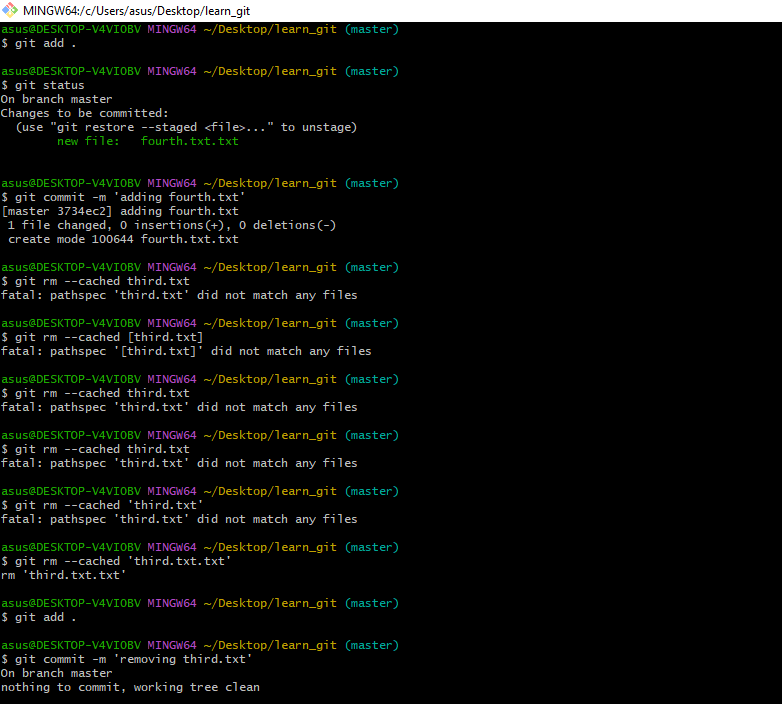 MINGW64:/c/Users/asus/Desktop/learn_git
asus@DESKTOP-V4VIOBV MINGW64 ~/Desktop/learn_git (master)
$ git add .
asus@DESKTOP-V4VIOBV MINGW64 ~/Desktop/learn_git (master)
$ git status
On branch master
Changes to be committed:
  (use "git restore --staged <file>..." to unstage)
        new file:   fourth.txt.txt
asus@DESKTOP-V4VIOBV MINGW64 ~/Desktop/learn_git (master)
$ git commit -m 'adding fourth.txt'
[master 3734ec2] adding fourth.txt
 1 file changed, 0 insertions(+), 0 deletions(-)
 create mode 100644 fourth.txt.txt
asus@DESKTOP-V4VIOBV MINGW64 ~/Desktop/learn_git (master)
$ git rm --cached third.txt
fatal: pathspec 'third.txt' did not match any files
asus@DESKTOP-V4VIOBV MINGW64 ~/Desktop/learn_git (master)
$ git rm --cached [third.txt]
fatal: pathspec '[third.txt]' did not match any files
asus@DESKTOP-V4VIOBV MINGW64 ~/Desktop/learn_git (master)
$ git rm --cached third.txt
fatal: pathspec 'third.txt' did not match any files
asus@DESKTOP-V4VIOBV MINGW64 ~/Desktop/learn_git (master)
$ git rm --cached third.txt
fatal: pathspec 'third.txt' did not match any files
asus@DESKTOP-V4VIOBV MINGW64 ~/Desktop/learn_git (master)
$ git rm --cached 'third.txt'
fatal: pathspec 'third.txt' did not match any files
asus@DESKTOP-V4VIOBV MINGW64 ~/Desktop/learn_git (master)
$ git rm --cached 'third.txt.txt'
rm 'third.txt.txt'
asus@DESKTOP-V4VIOBV MINGW64 ~/Desktop/learn_git (master)
$ git add .
asus@DESKTOP-V4VIOBV MINGW64 ~/Desktop/learn_git (master)
$ git commit -m 'removing third.txt'
On branch master
nothing to commit, working tree clean